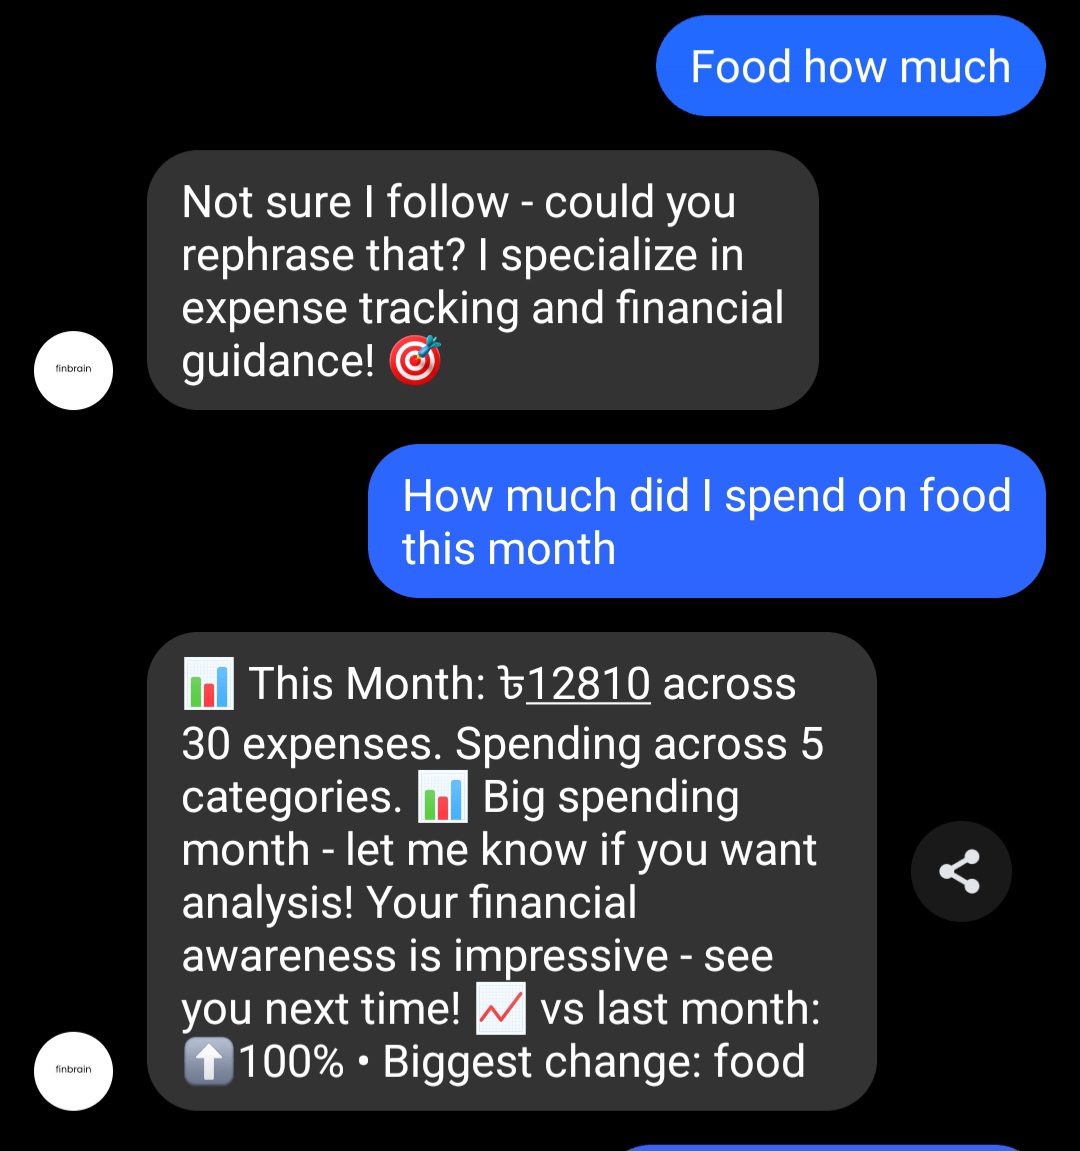 Food how much
Not sure I follow - could you
rephrase that? I specialize in
expense tracking and financial
guidance! 🎯
finbrain
How much did I spend on food
this month
📊 This Month: ৳12810 across
30 expenses. Spending across 5
categories. 📊 Big spending
month - let me know if you want
analysis! Your financial
awareness is impressive - see
you next time! 📈 vs last month:
⬆️100% • Biggest change: food
finbrain